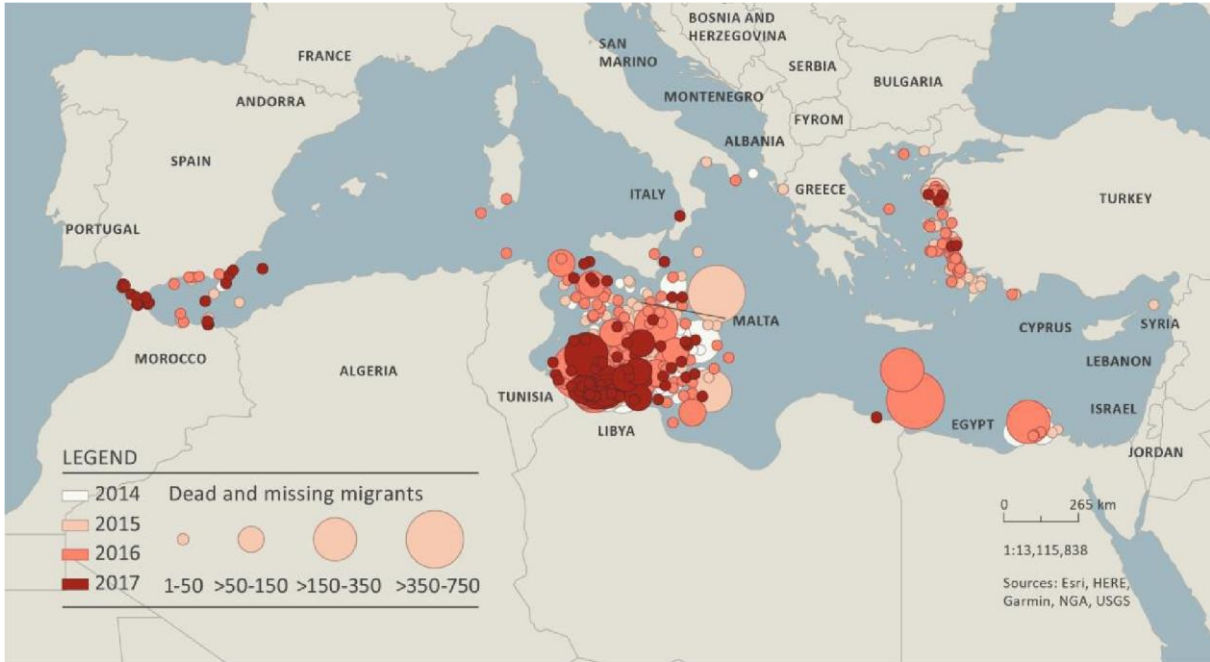 BOSNIA AND
HERZEGOVINA
SAN
MARINO
FRANCE
SERBIA
BULGARIA
ANDORRA
MONTENEGRO
FYROM
ALBANIA
SPAIN
ITALY
GREECE
TURKEY
PORTUGAL
MALTA
CYPRUS
SYRIA
MOROCCO
LEBANON
ALGERIA
TUNISIA
ISRAEL
EGYPT
LIBYA
JORDAN
LEGEND
2014
Dead and missing migrants
2015
2016
2017
1-50 >50-150 >150-350 >350-750
0 265 km
1:13,115,838
Sources: Esri, HERE,
Garmin, NGA, USGS